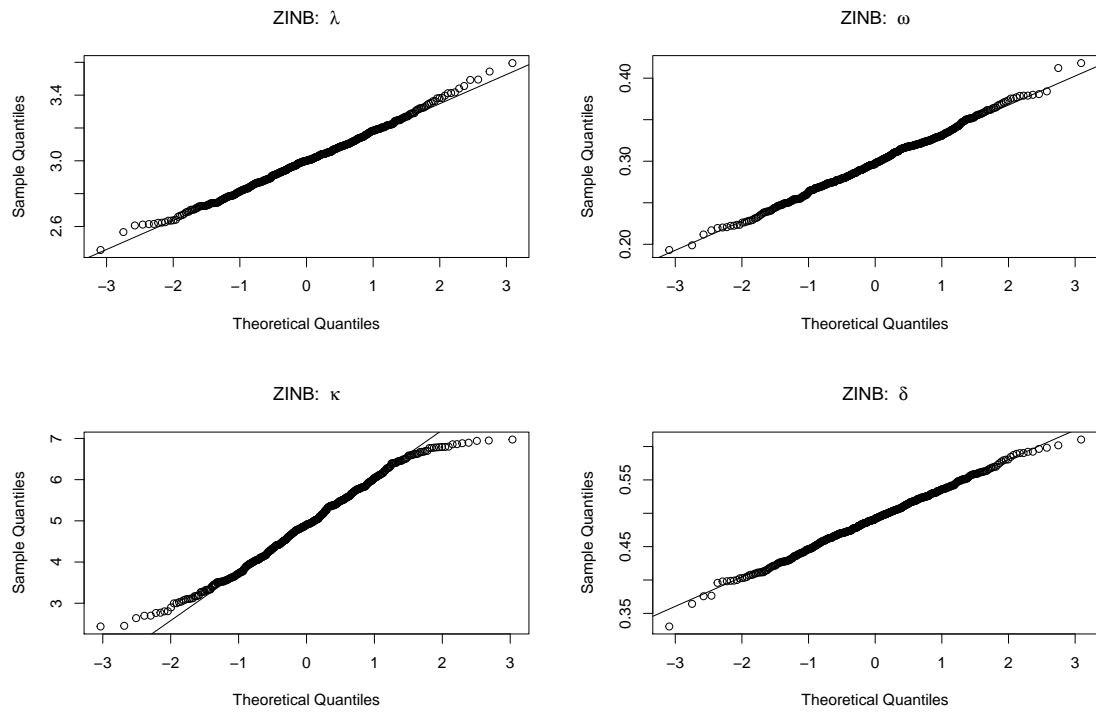 ZINB: λ
Sample Quantiles
2.6 3.0 3.4
−3 −2 −1 0 1 2 3
Theoretical Quantiles
ZINB: ω
Sample Quantiles
0.20 0.30 0.40
−3 −2 −1 0 1 2 3
Theoretical Quantiles
ZINB: κ
Sample Quantiles
3 4 5 6 7
−3 −2 −1 0 1 2 3
Theoretical Quantiles
ZINB: δ
Sample Quantiles
0.35 0.45 0.55
−3 −2 −1 0 1 2 3
Theoretical Quantiles